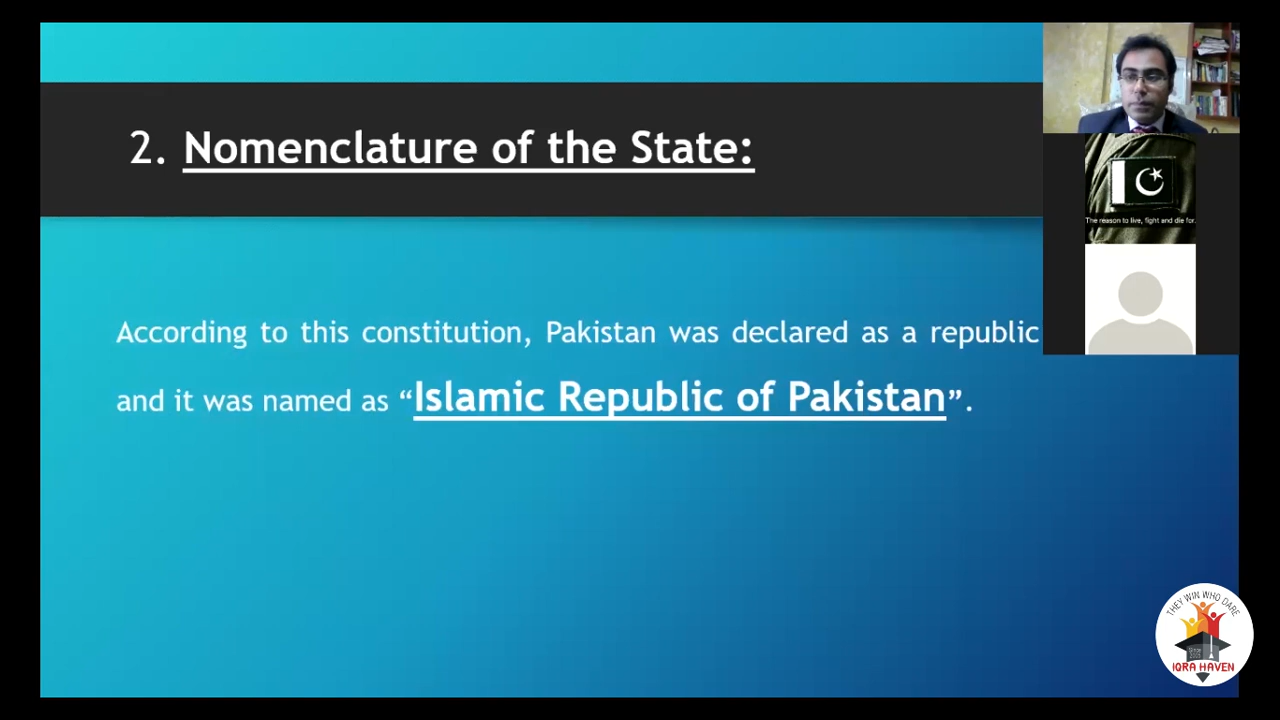 2. Nomenclature of the State:
The reason to live, fight and die for.
According to this constitution, Pakistan was declared as a republic
and it was named as “Islamic Republic of Pakistan”.
THEY WIN WHO DARE
Since
IQRA HAVEN